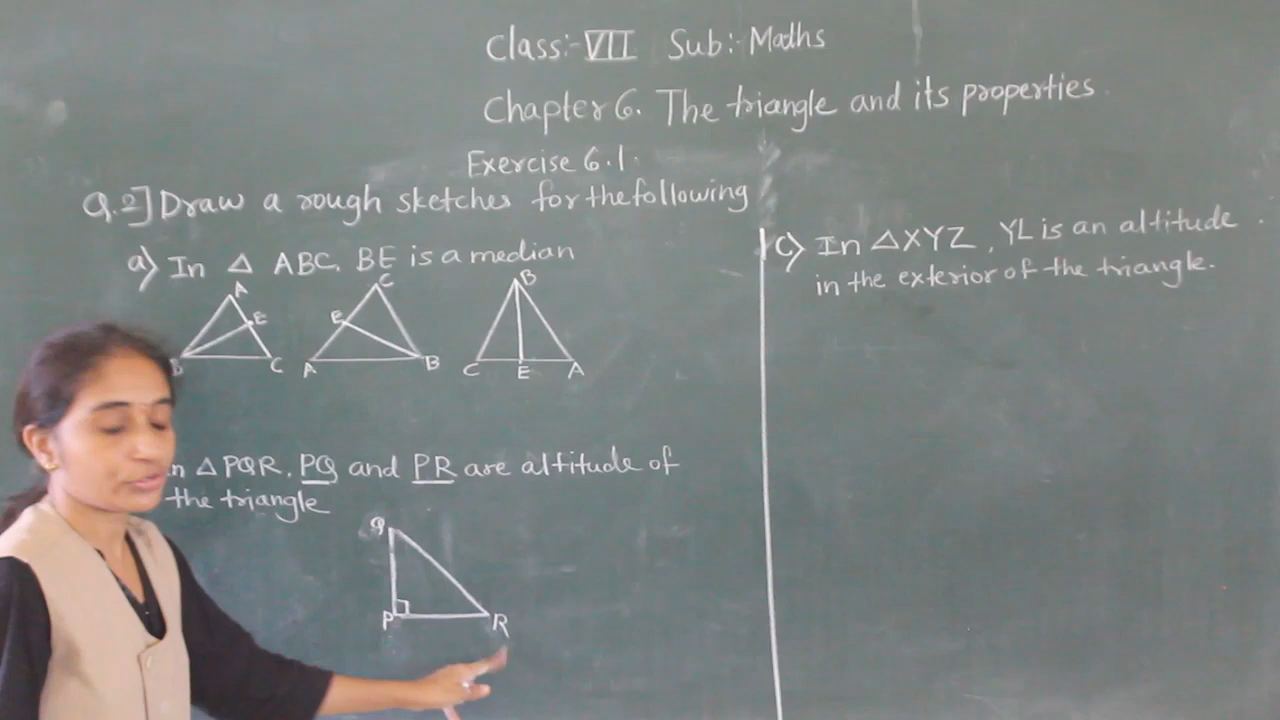 Class:- VII Sub:- Maths
Chapter 6. The triangle and its properties.
Exercise 6.1.
Q.2] Draw a rough sketches for the following
a) In △ ABC, BE is a median
A
E
B
C
C
E
A
B
B
C
E
A
△PQR, PQ and PR are altitude of
the triangle
Q
P
R
c) In △XYZ, YL is an altitude
in the exterior of the triangle.